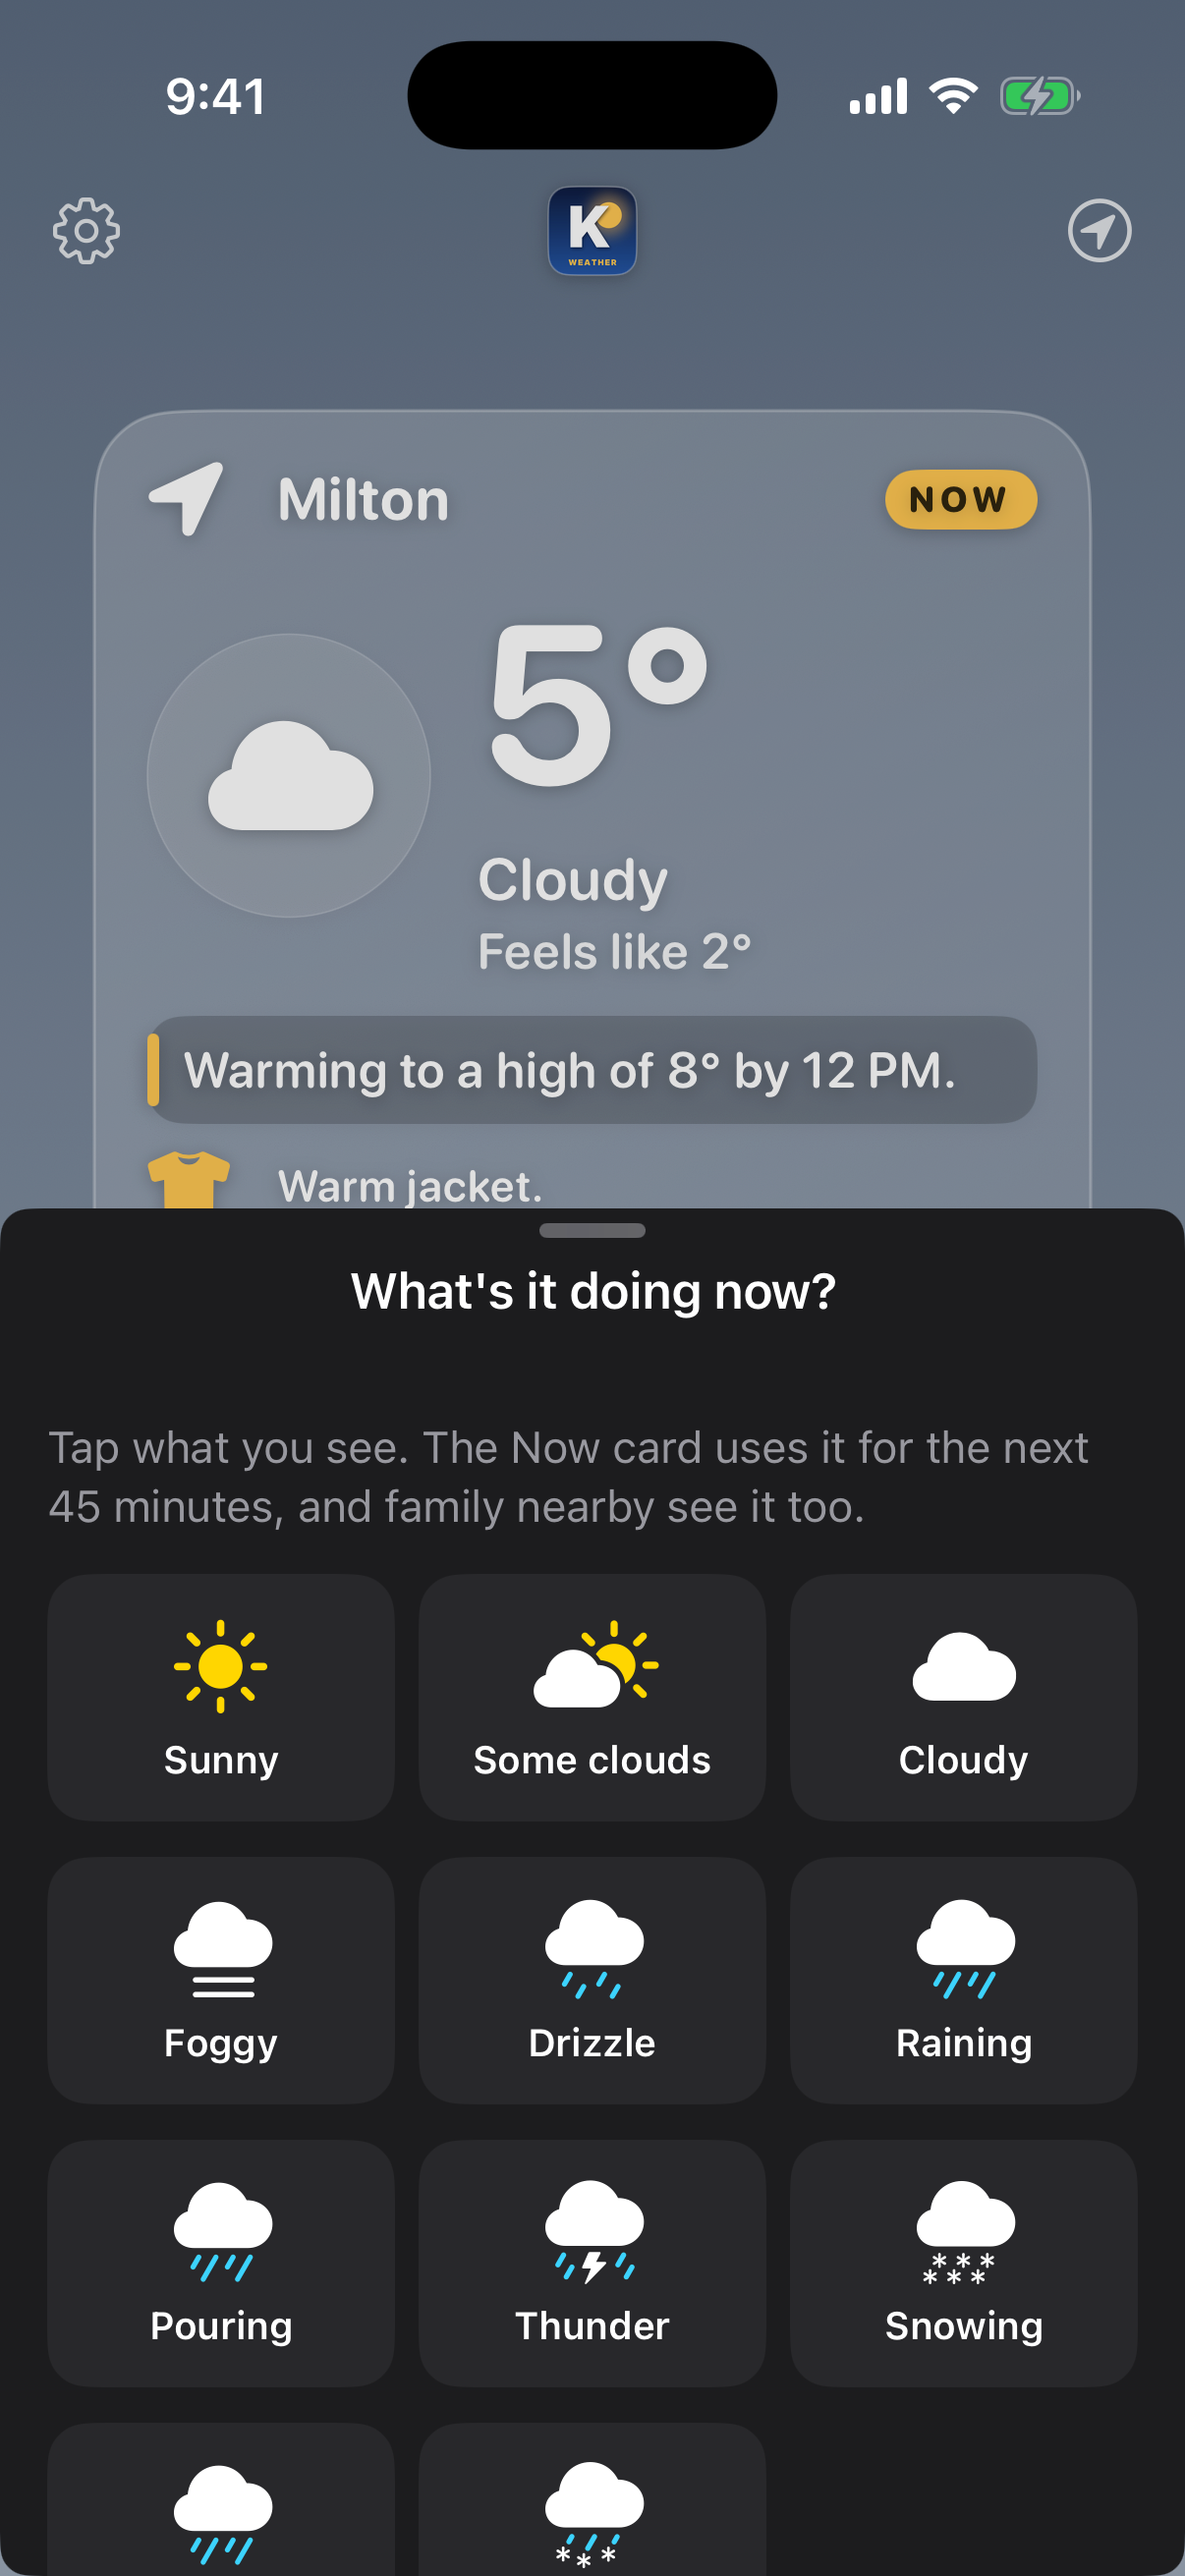 9:41
K
WEATHER
Milton
NOW
5°
Cloudy
Feels like 2°
Warming to a high of 8° by 12 PM.
Warm jacket.
What's it doing now?
Tap what you see. The Now card uses it for the next
45 minutes, and family nearby see it too.
Sunny
Some clouds
Cloudy
Foggy
Drizzle
Raining
Pouring
Thunder
Snowing